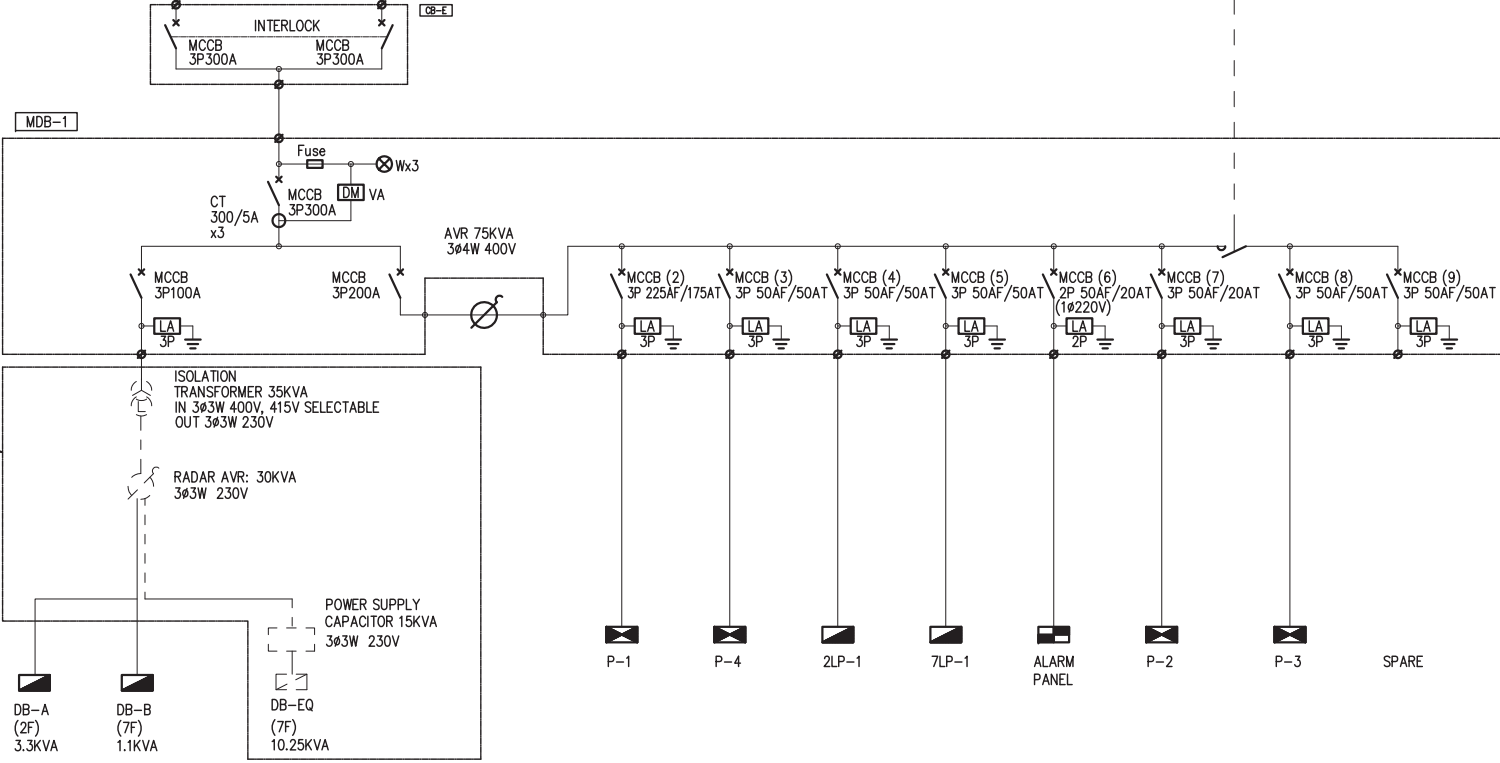 CB-E
INTERLOCK
MCCB
3P300A
MCCB
3P300A
MDB-1
Fuse
Wx3
MCCB
3P300A
DM VA
CT
300/5A
x3
AVR 75KVA
3ø4W 400V
MCCB
3P100A
MCCB
3P200A
MCCB (2)
3P 225AF/175AT
MCCB (3)
3P 50AF/50AT
MCCB (4)
3P 50AF/50AT
MCCB (5)
3P 50AF/50AT
MCCB (6)
2P 50AF/20AT
(1ø220V)
MCCB (7)
3P 50AF/20AT
MCCB (8)
3P 50AF/50AT
MCCB (9)
3P 50AF/50AT
LA
3P
LA
3P
LA
3P
LA
3P
LA
3P
LA
2P
LA
3P
LA
3P
LA
3P
ISOLATION
TRANSFORMER 35KVA
IN 3ø3W 400V, 415V SELECTABLE
OUT 3ø3W 230V
RADAR AVR: 30KVA
3ø3W 230V
POWER SUPPLY
CAPACITOR 15KVA
3ø3W 230V
P-1
P-4
2LP-1
7LP-1
ALARM
PANEL
P-2
P-3
SPARE
DB-A
(2F)
3.3KVA
DB-B
(7F)
1.1KVA
DB-EQ
(7F)
10.25KVA